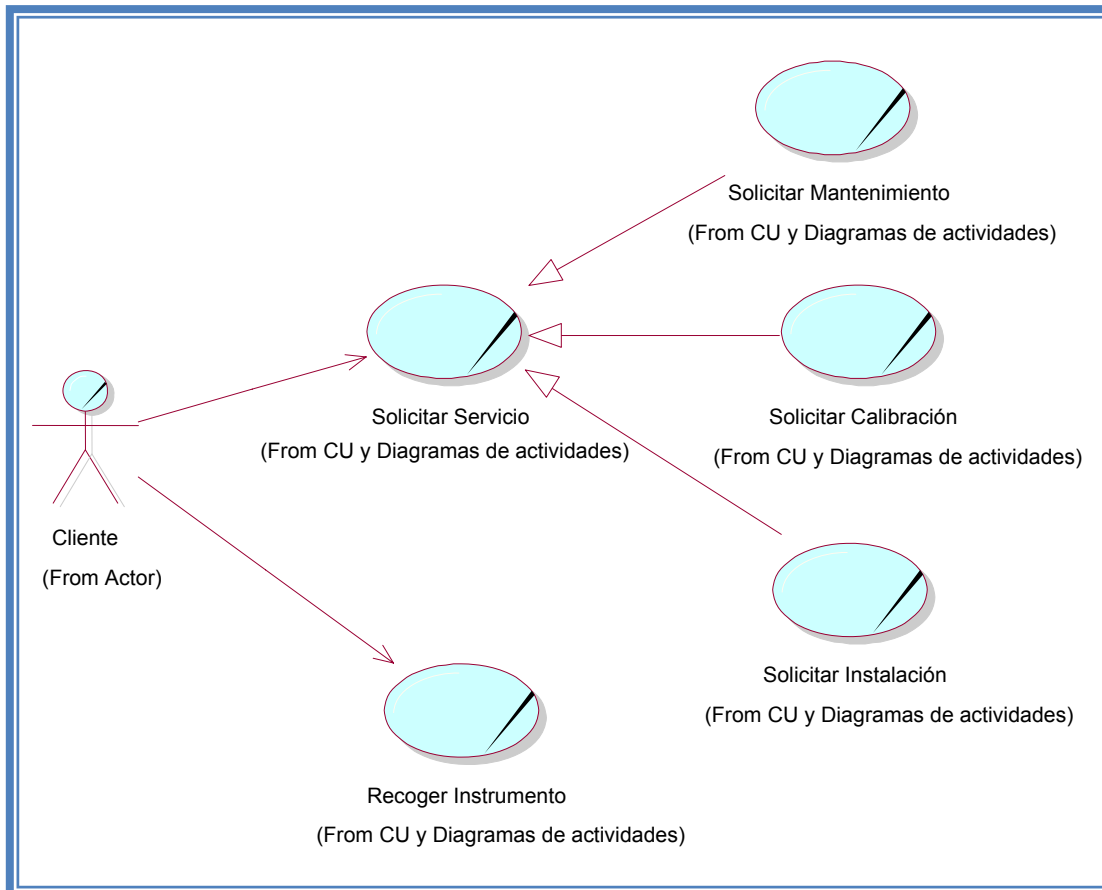 Solicitar Mantenimiento
(From CU y Diagramas de actividades)
Solicitar Servicio
(From CU y Diagramas de actividades)
Solicitar Calibración
(From CU y Diagramas de actividades)
Cliente
(From Actor)
Solicitar Instalación
(From CU y Diagramas de actividades)
Recoger Instrumento
(From CU y Diagramas de actividades)